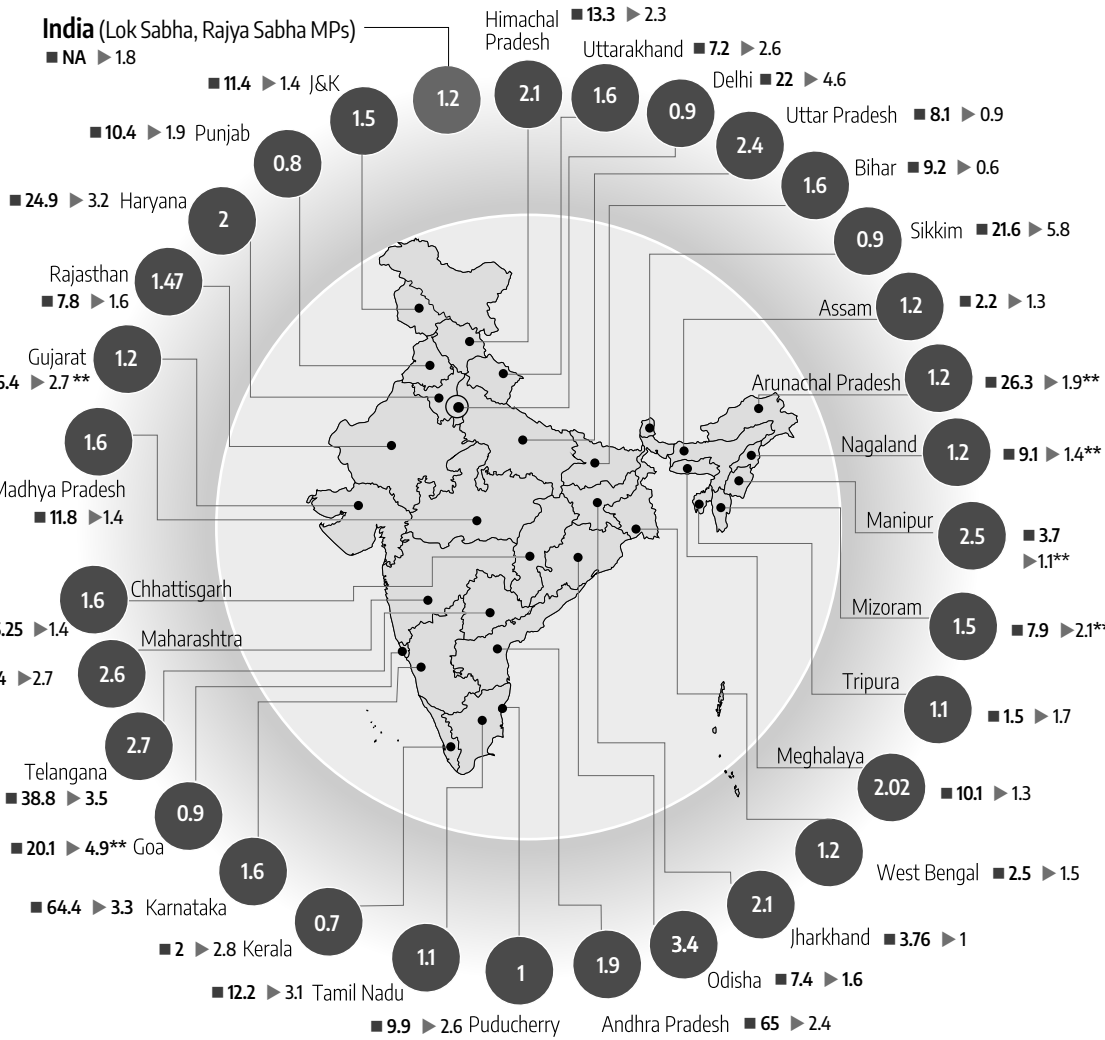 India (Lok Sabha, Rajya Sabha MPs)
■ NA ▶ 1.8
1.2
Himachal ■ 13.3 ▶ 2.3
Pradesh
2.1
Uttarakhand ■ 7.2 ▶ 2.6
1.6
Delhi ■ 22 ▶ 4.6
0.9
Uttar Pradesh ■ 8.1 ▶ 0.9
2.4
Bihar ■ 9.2 ▶ 0.6
1.6
Sikkim ■ 21.6 ▶ 5.8
0.9
Assam 1.2 ■ 2.2 ▶ 1.3
Arunachal Pradesh 1.2 ■ 26.3 ▶ 1.9**
Nagaland 1.2 ■ 9.1 ▶ 1.4**
Manipur 2.5 ■ 3.7
▶1.1**
Mizoram 1.5 ■ 7.9 ▶2.1**
Tripura
1.1 ■ 1.5 ▶ 1.7
Meghalaya
2.02 ■ 10.1 ▶ 1.3
1.2
West Bengal ■ 2.5 ▶ 1.5
2.1
Jharkhand ■ 3.76 ▶ 1
3.4
Odisha ■ 7.4 ▶ 1.6
1.9
Andhra Pradesh ■ 65 ▶ 2.4
1
■ 9.9 ▶ 2.6 Puducherry
1.1
■ 12.2 ▶ 3.1 Tamil Nadu
0.7
■ 2 ▶ 2.8 Kerala
1.6
■ 64.4 ▶ 3.3 Karnataka
0.9
■ 20.1 ▶ 4.9** Goa
2.7
Telangana
■ 38.8 ▶ 3.5
Maharashtra
2.6
▶2.7
1.6 Chhattisgarh
▶1.4
1.6
Madhya Pradesh
■ 11.8 ▶1.4
Gujarat 1.2
▶ 2.7 **
Rajasthan 1.47
■ 7.8 ▶ 1.6
■ 24.9 ▶ 3.2 Haryana 2
■ 10.4 ▶ 1.9 Punjab
0.8
■ 11.4 ▶ 1.4 J&K
1.5